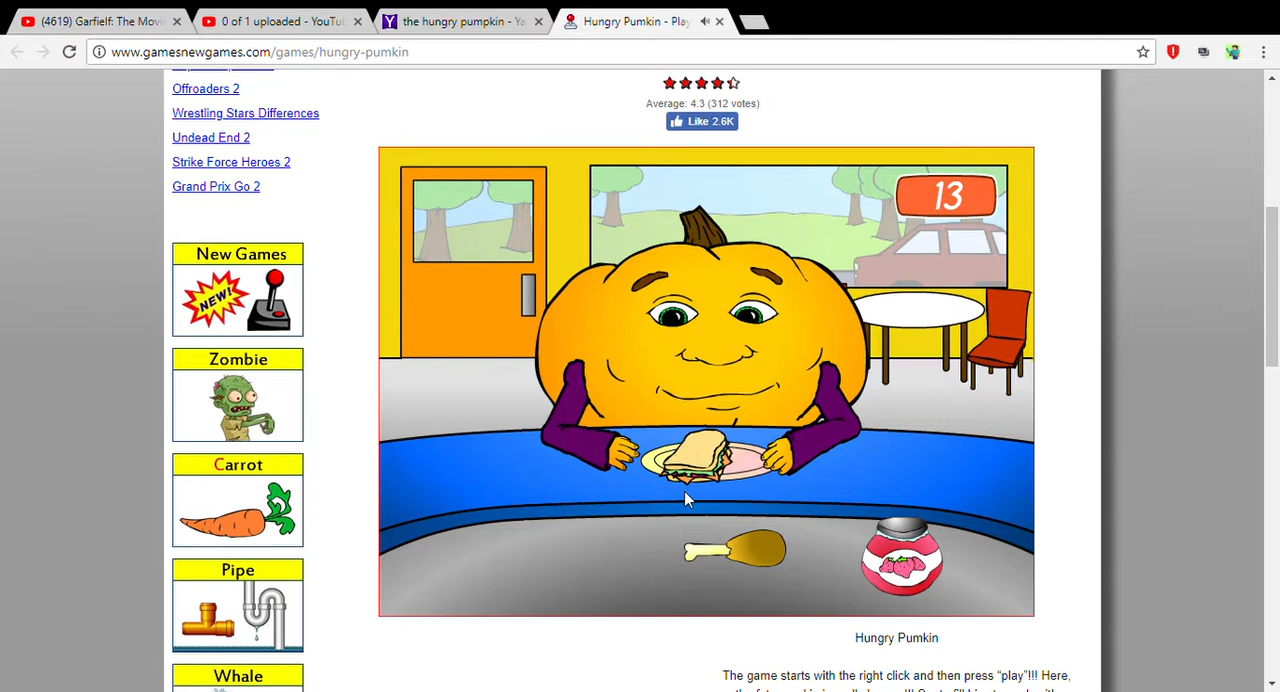 (4619) Garfielf: The Movi
0 of 1 uploaded - YouTu
the hungry pumpkin - Ya
Hungry Pumkin - Play
www.gamesnewgames.com/games/hungry-pumkin
Offroaders 2
Wrestling Stars Differences
Undead End 2
Strike Force Heroes 2
Grand Prix Go 2
Average: 4.3 (312 votes)
Like 2.6K
13
New Games
NEW!
Zombie
Carrot
Pipe
Whale
Hungry Pumkin
The game starts with the right click and then press “play”!!! Here,